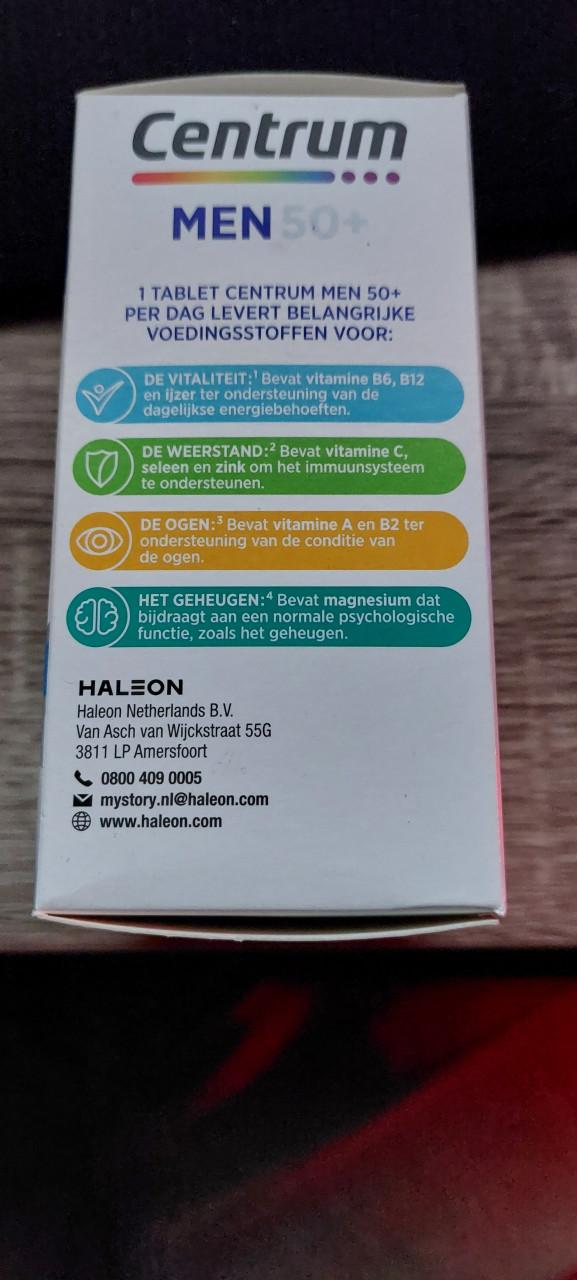 Centrum
MEN 50+
1 TABLET CENTRUM MEN 50+
PER DAG LEVERT BELANGRIJKE
VOEDINGSSTOFFEN VOOR:
DE VITALITEIT:¹ Bevat vitamine B6, B12
en ijzer ter ondersteuning van de
dagelijkse energiebehoeften.
DE WEERSTAND:² Bevat vitamine C,
seleen en zink om het immuunsysteem
te ondersteunen.
DE OGEN:³ Bevat vitamine A en B2 ter
ondersteuning van de conditie van
de ogen.
HET GEHEUGEN:⁴ Bevat magnesium dat
bijdraagt aan een normale psychologische
functie, zoals het geheugen.
HALEON
Haleon Netherlands B.V.
Van Asch van Wijckstraat 55G
3811 LP Amersfoort
0800 409 0005
mystory.nl@haleon.com
www.haleon.com